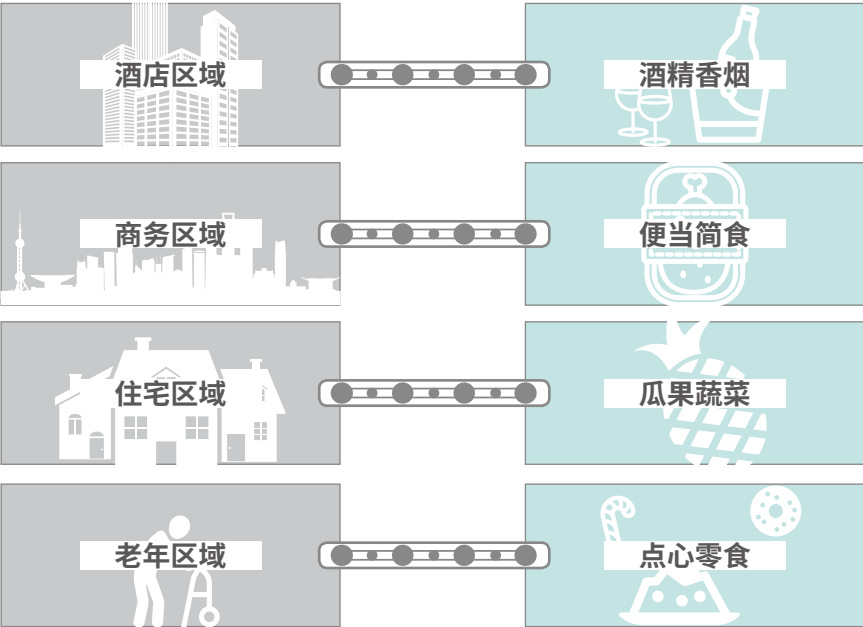 酒店区域
酒精香烟
商务区域
便当简食
住宅区域
瓜果蔬菜
老年区域
点心零食